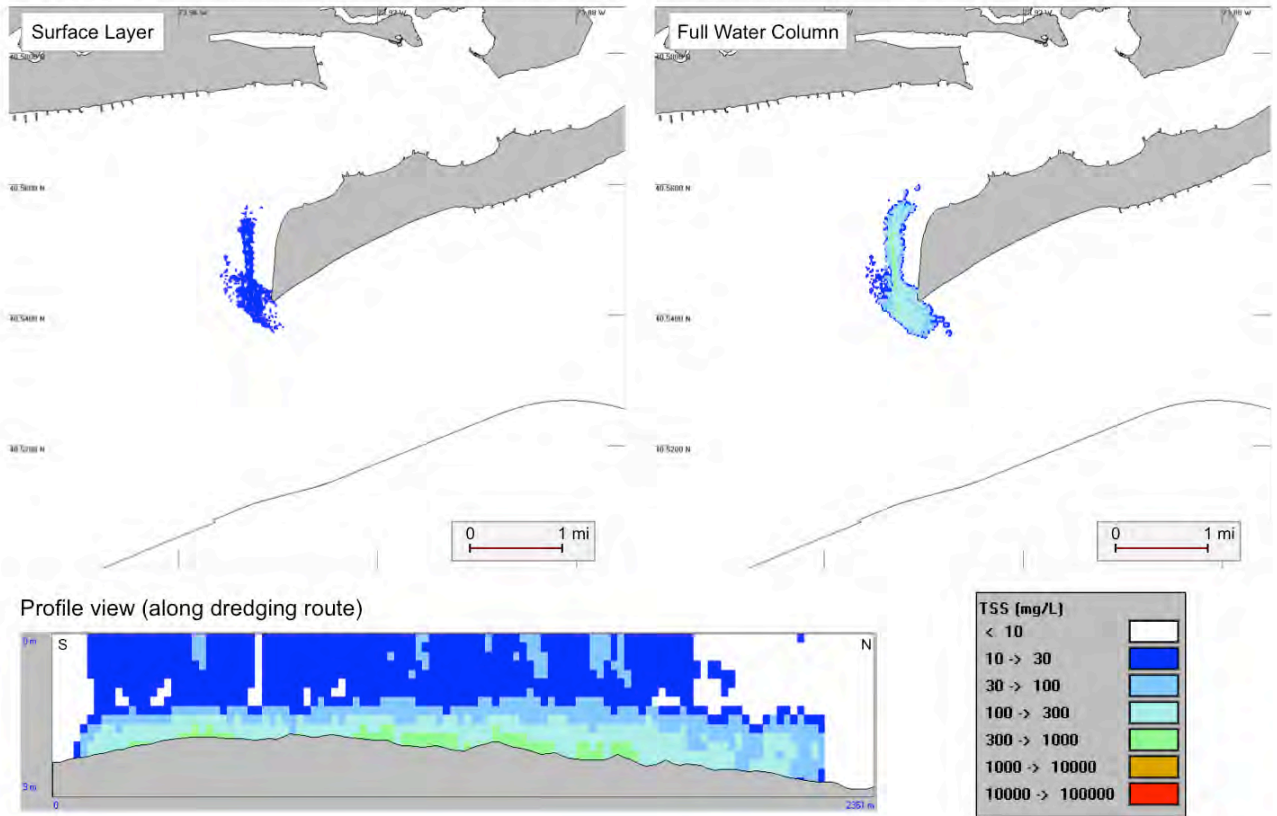 Surface Layer
Full Water Column
73.88 W
40.5600 N
40.5600 N
40.5400 N
40.5400 N
40.5200 N
40.5200 N
0 1 mi
0 1 mi
Profile view (along dredging route)
0 m
S
N
0
TSS (mg/L)
< 10
10 -> 30
30 -> 100
100 -> 300
300 -> 1000
1000 -> 10000
10000 -> 100000